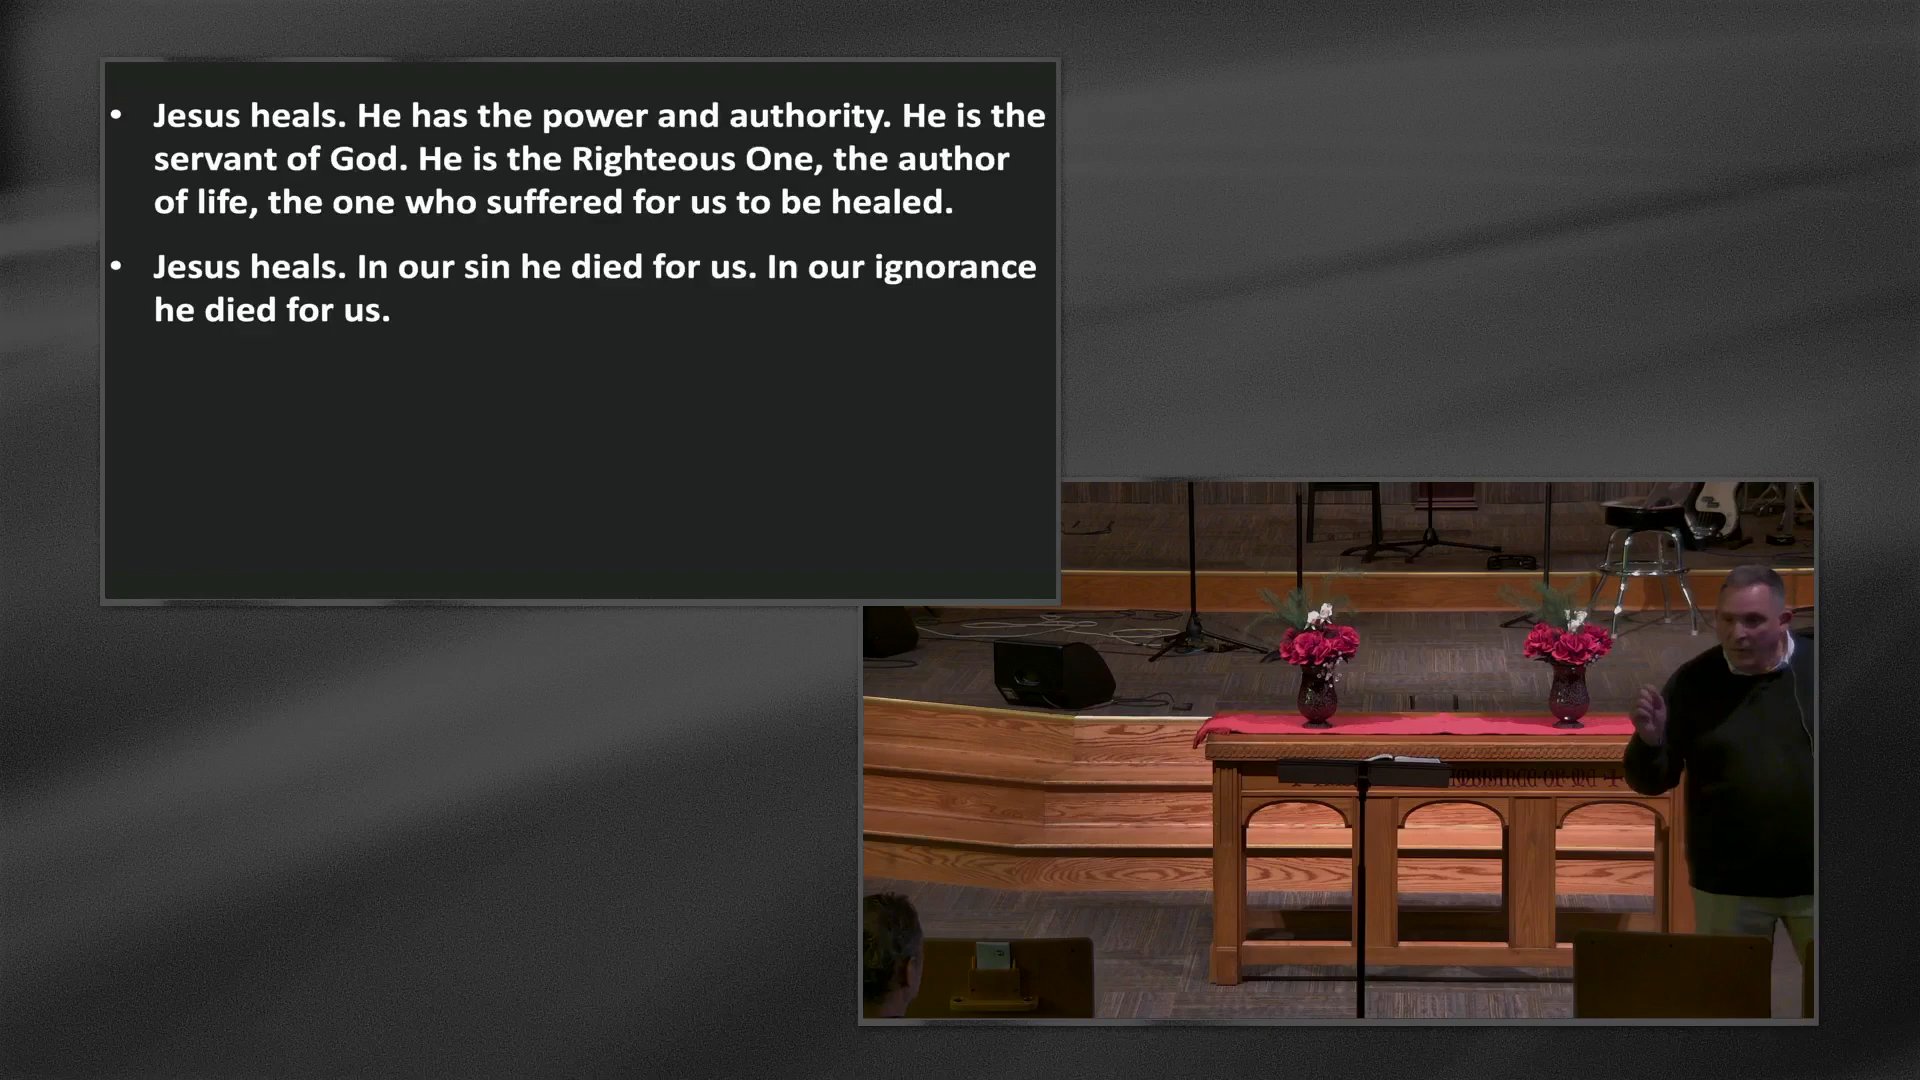 • Jesus heals. He has the power and authority. He is the
servant of God. He is the Righteous One, the author
of life, the one who suffered for us to be healed.
• Jesus heals. In our sin he died for us. In our ignorance
he died for us.
OF ME